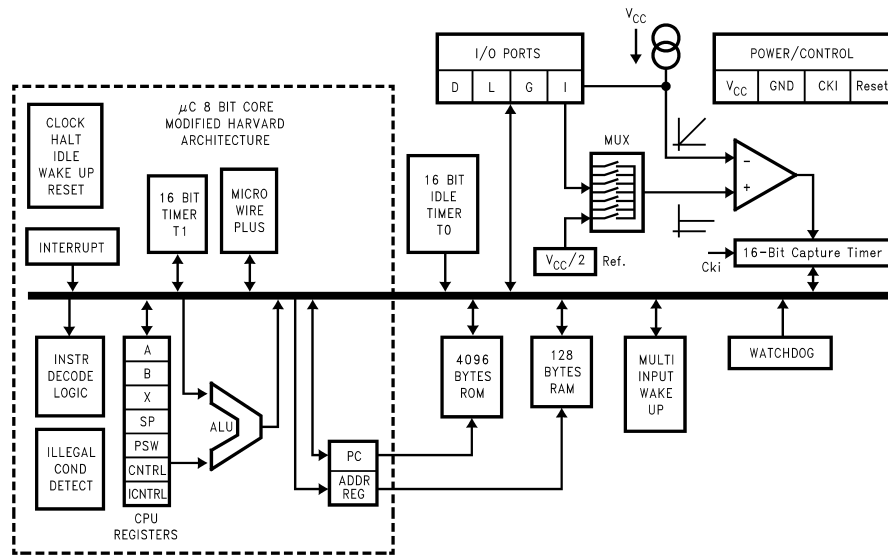 VCC
I/O PORTS
D L G I
POWER/CONTROL
VCC GND CKI Reset
μC 8 BIT CORE
MODIFIED HARVARD
ARCHITECTURE
CLOCK
HALT
IDLE
WAKE UP
RESET
16 BIT
TIMER
T1
MICRO
WIRE
PLUS
16 BIT
IDLE
TIMER
T0
MUX
−
+
INTERRUPT
VCC/2 Ref.
Cki
16-Bit Capture Timer
INSTR
DECODE
LOGIC
A
B
X
SP
PSW
CNTRL
ICNTRL
CPU
REGISTERS
ALU
ILLEGAL
COND
DETECT
PC
ADDR
REG
4096
BYTES
ROM
128
BYTES
RAM
MULTI
INPUT
WAKE
UP
WATCHDOG